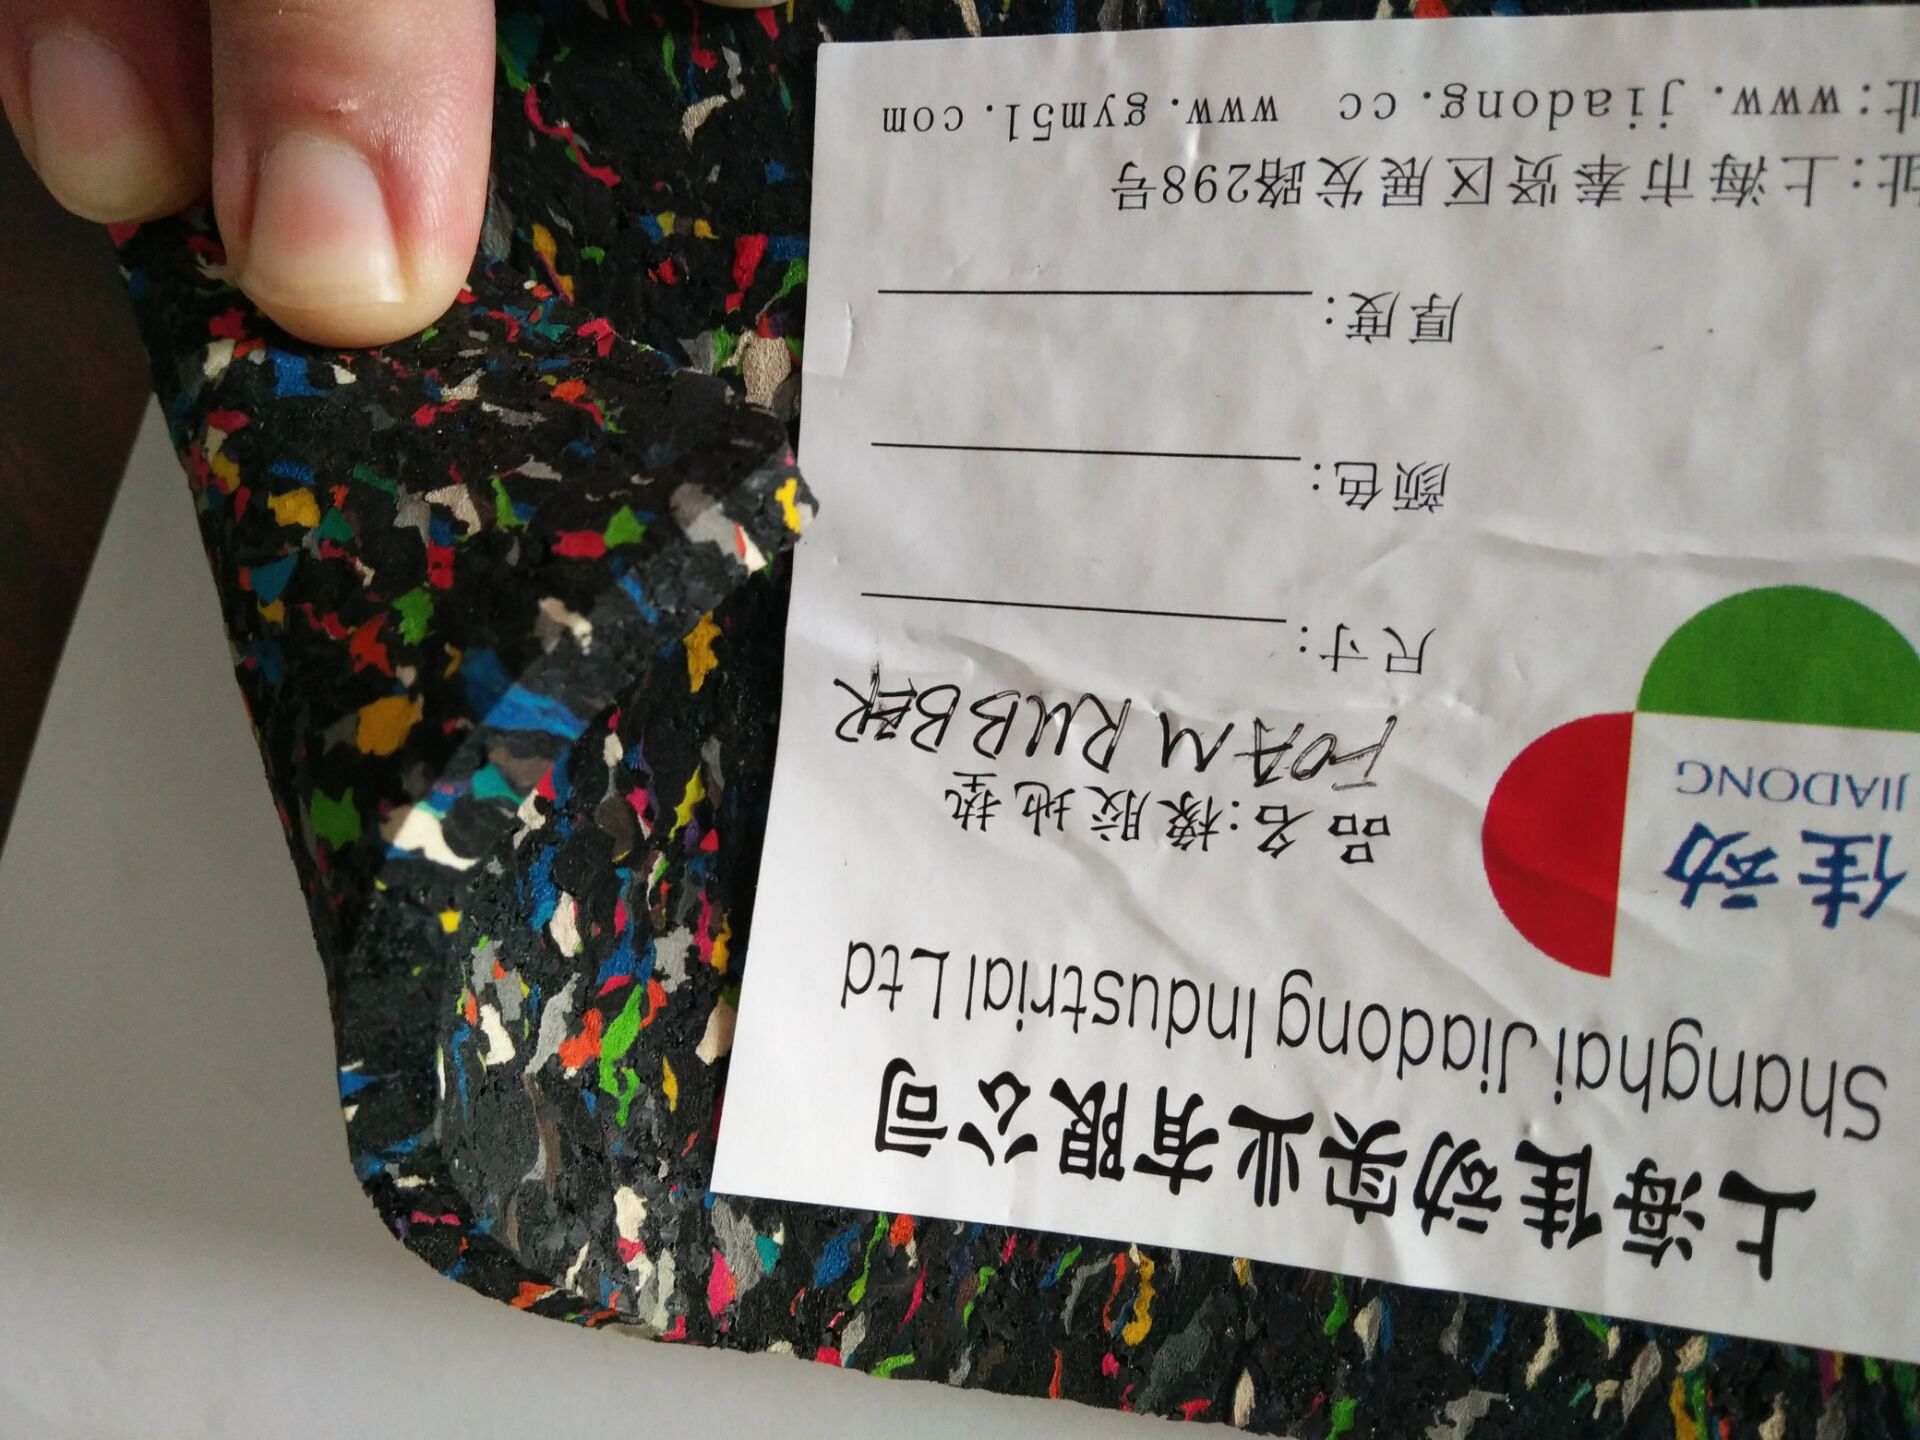 上海佳动实业有限公司
Shanghai Jiadong Industrial Ltd
佳动
JIADONG
品名:橡胶地垫
FOAM RUBBER
尺寸:
颜色:
厚度:
址:上海市奉贤区展发路298号
址:www.jiadong.cc www.gym51.com